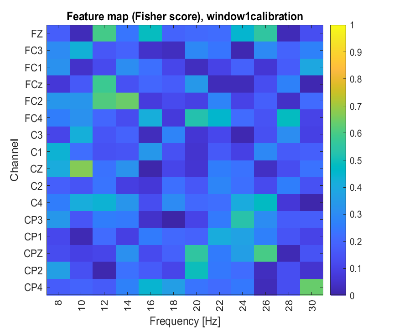 Feature map (Fisher score), window1calibration
Channel
FZ
FC3
FC1
FCz
FC2
FC4
C3
C1
CZ
C2
C4
CP3
CP1
CPZ
CP2
CP4
8 10 12 14 16 18 20 22 24 26 28 30
Frequency [Hz]
1
0.9
0.8
0.7
0.6
0.5
0.4
0.3
0.2
0.1
0